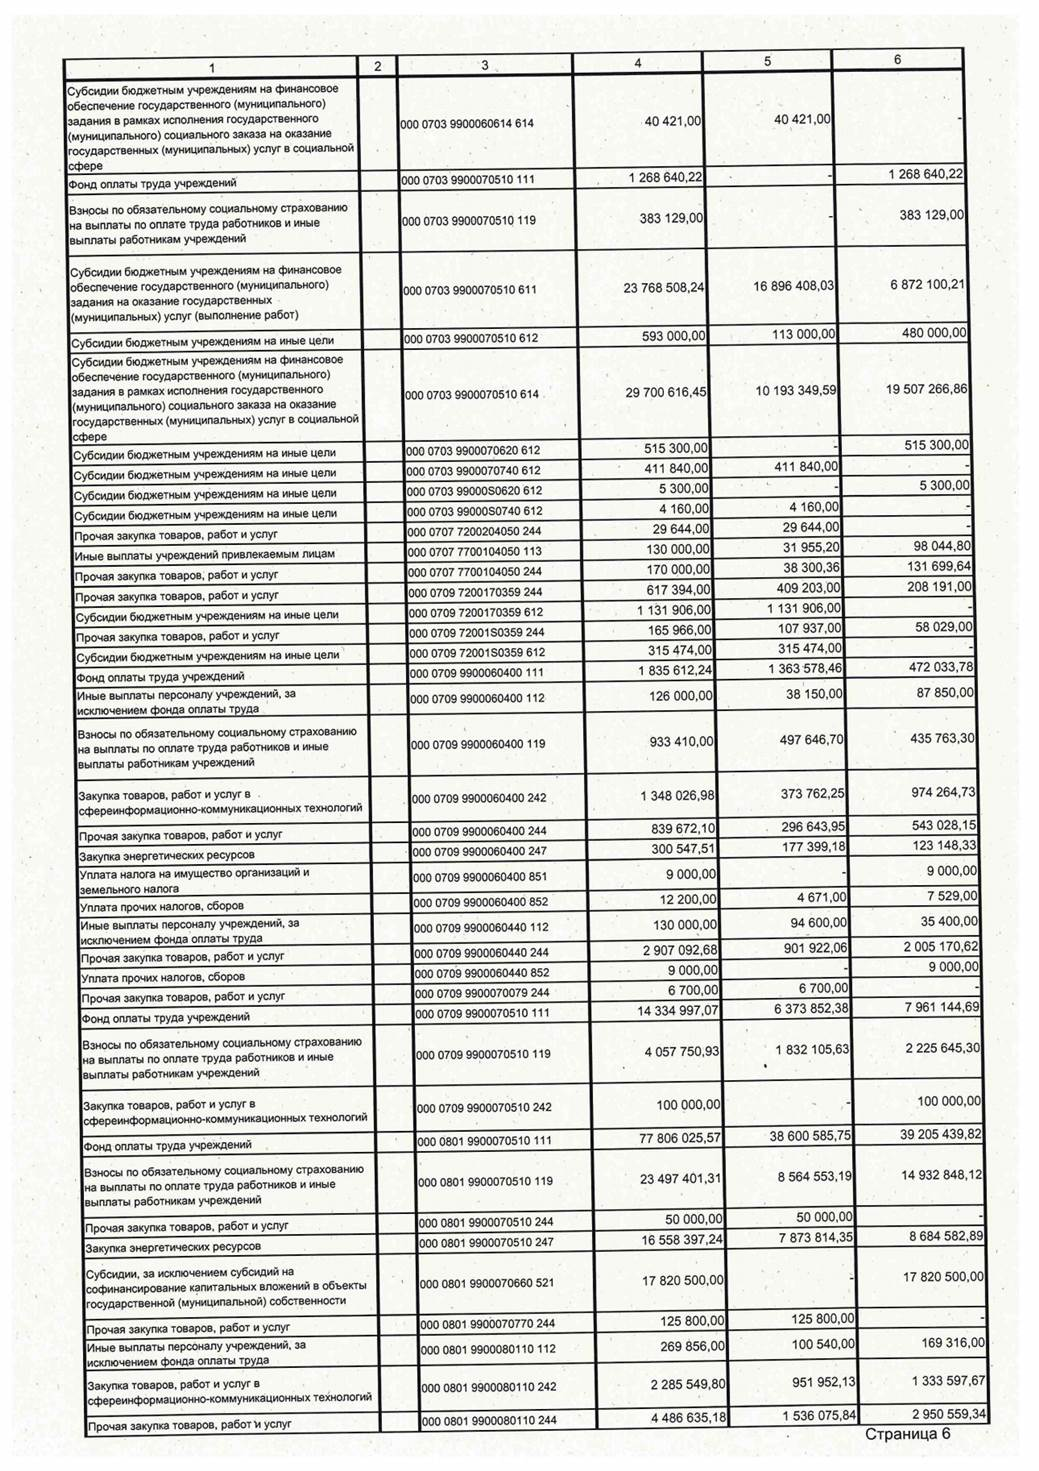 1 2 3 4 5 6
Субсидии бюджетным учреждениям на финансовое
обеспечение государственного (муниципального)
задания в рамках исполнения государственного
(муниципального) социального заказа на оказание
государственных (муниципальных) услуг в социальной
сфере
000 0703 9900060614 614 40 421,00 40 421,00 -
Фонд оплаты труда учреждений 000 0703 9900070510 111 1 268 640,22 - 1 268 640,22
Взносы по обязательному социальному страхованию
на выплаты по оплате труда работников и иные
выплаты работникам учреждений
000 0703 9900070510 119 383 129,00 - 383 129,00
Субсидии бюджетным учреждениям на финансовое
обеспечение государственного (муниципального)
задания на оказание государственных
(муниципальных) услуг (выполнение работ)
000 0703 9900070510 611 23 768 508,24 16 896 408,03 6 872 100,21
Субсидии бюджетным учреждениям на иные цели 000 0703 9900070510 612 593 000,00 113 000,00 480 000,00
Субсидии бюджетным учреждениям на финансовое
обеспечение государственного (муниципального)
задания в рамках исполнения государственного
(муниципального) социального заказа на оказание
государственных (муниципальных) услуг в социальной
сфере
000 0703 9900070510 614 29 700 616,45 10 193 349,59 19 507 266,86
Субсидии бюджетным учреждениям на иные цели 000 0703 9900070620 612 515 300,00 - 515 300,00
Субсидии бюджетным учреждениям на иные цели 000 0703 9900070740 612 411 840,00 411 840,00 -
Субсидии бюджетным учреждениям на иные цели 000 0703 99000S0620 612 5 300,00 - 5 300,00
Субсидии бюджетным учреждениям на иные цели 000 0703 99000S0740 612 4 160,00 4 160,00 -
Прочая закупка товаров, работ и услуг 000 0707 7200204050 244 29 644,00 29 644,00 -
Иные выплаты учреждений привлекаемым лицам 000 0707 7700104050 113 130 000,00 31 955,20 98 044,80
Прочая закупка товаров, работ и услуг 000 0707 7700104050 244 170 000,00 38 300,36 131 699,64
Прочая закупка товаров, работ и услуг 000 0709 7200170359 244 617 394,00 409 203,00 208 191,00
Субсидии бюджетным учреждениям на иные цели 000 0709 7200170359 612 1 131 906,00 1 131 906,00 -
Прочая закупка товаров, работ и услуг 000 0709 72001S0359 244 165 966,00 107 937,00 58 029,00
Субсидии бюджетным учреждениям на иные цели 000 0709 72001S0359 612 315 474,00 315 474,00 -
Фонд оплаты труда учреждений 000 0709 9900060400 111 1 835 612,24 1 363 578,46 472 033,78
Иные выплаты персоналу учреждений, за
исключением фонда оплаты труда
000 0709 9900060400 112 126 000,00 38 150,00 87 850,00
Взносы по обязательному социальному страхованию
на выплаты по оплате труда работников и иные
выплаты работникам учреждений
000 0709 9900060400 119 933 410,00 497 646,70 435 763,30
Закупка товаров, работ и услуг в
сфереинформационно-коммуникационных технологий
000 0709 9900060400 242 1 348 026,98 373 762,25 974 264,73
Прочая закупка товаров, работ и услуг 000 0709 9900060400 244 839 672,10 296 643,95 543 028,15
Закупка энергетических ресурсов 000 0709 9900060400 247 300 547,51 177 399,18 123 148,33
Уплата налога на имущество организаций и
земельного налога
000 0709 9900060400 851 9 000,00 - 9 000,00
Уплата прочих налогов, сборов 000 0709 9900060400 852 12 200,00 4 671,00 7 529,00
Иные выплаты персоналу учреждений, за
исключением фонда оплаты труда
000 0709 9900060440 112 130 000,00 94 600,00 35 400,00
Прочая закупка товаров, работ и услуг 000 0709 9900060440 244 2 907 092,68 901 922,06 2 005 170,62
Уплата прочих налогов, сборов 000 0709 9900060440 852 9 000,00 - 9 000,00
Прочая закупка товаров, работ и услуг 000 0709 9900070079 244 6 700,00 6 700,00 -
Фонд оплаты труда учреждений 000 0709 9900070510 111 14 334 997,07 6 373 852,38 7 961 144,69
Взносы по обязательному социальному страхованию
на выплаты по оплате труда работников и иные
выплаты работникам учреждений
000 0709 9900070510 119 4 057 750,93 1 832 105,63 2 225 645,30
Закупка товаров, работ и услуг в
сфереинформационно-коммуникационных технологий
000 0709 9900070510 242 100 000,00 - 100 000,00
Фонд оплаты труда учреждений 000 0801 9900070510 111 77 806 025,57 38 600 585,75 39 205 439,82
Взносы по обязательному социальному страхованию
на выплаты по оплате труда работников и иные
выплаты работникам учреждений
000 0801 9900070510 119 23 497 401,31 8 564 553,19 14 932 848,12
Прочая закупка товаров, работ и услуг 000 0801 9900070510 244 50 000,00 50 000,00 -
Закупка энергетических ресурсов 000 0801 9900070510 247 16 558 397,24 7 873 814,35 8 684 582,89
Субсидии, за исключением субсидий на
софинансирование капитальных вложений в объекты
государственной (муниципальной) собственности
000 0801 9900070660 521 17 820 500,00 - 17 820 500,00
Прочая закупка товаров, работ и услуг 000 0801 9900070770 244 125 800,00 125 800,00 -
Иные выплаты персоналу учреждений, за
исключением фонда оплаты труда
000 0801 9900080110 112 269 856,00 100 540,00 169 316,00
Закупка товаров, работ и услуг в
сфереинформационно-коммуникационных технологий
000 0801 9900080110 242 2 285 549,80 951 952,13 1 333 597,67
Прочая закупка товаров, работ и услуг 000 0801 9900080110 244 4 486 635,18 1 536 075,84 2 950 559,34
Страница 6